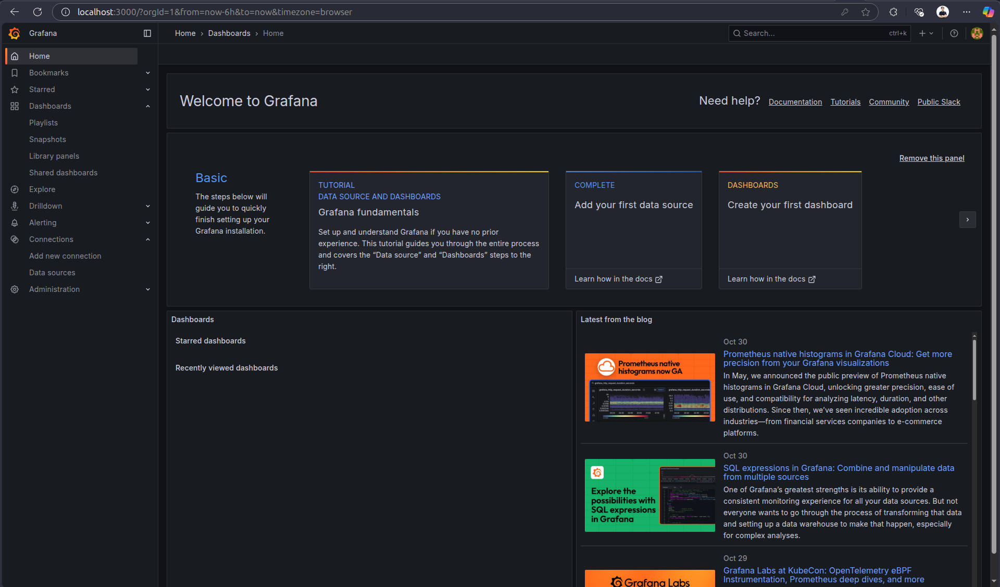 localhost:3000/?orgId=1&from=now-6h&to=now&timezone=browser
Grafana
Home › Dashboards › Home
Search...
ctrl+k
Home
Bookmarks
Starred
Dashboards
Playlists
Snapshots
Library panels
Shared dashboards
Explore
Drilldown
Alerting
Connections
Add new connection
Data sources
Administration
Welcome to Grafana
Need help? Documentation Tutorials Community Public Slack
Remove this panel
Basic
The steps below will
guide you to quickly
finish setting up your
Grafana installation.
TUTORIAL
DATA SOURCE AND DASHBOARDS
Grafana fundamentals
Set up and understand Grafana if you have no prior
experience. This tutorial guides you through the entire process
and covers the “Data source” and “Dashboards” steps to the
right.
COMPLETE
Add your first data source
Learn how in the docs
DASHBOARDS
Create your first dashboard
Learn how in the docs
Dashboards
Starred dashboards
Recently viewed dashboards
Latest from the blog
Prometheus native
histograms now GA
grafana_http_request_duration_seconds
grafana_http_request_duration_seconds
grafana_http_request_duration_seconds
Oct 30
Prometheus native histograms in Grafana Cloud: Get more
precision from your Grafana visualizations
In May, we announced the public preview of Prometheus native
histograms in Grafana Cloud, unlocking greater precision, ease of
use, and compatibility for analyzing latency, duration, and other
distributions. Since then, we’ve seen incredible adoption across
industries—from financial services companies to e-commerce
platforms.
Explore the
possibilities with
SQL expressions
in Grafana
Oct 30
SQL expressions in Grafana: Combine and manipulate data
from multiple sources
One of Grafana’s greatest strengths is its ability to provide a
consistent monitoring experience for all your data sources. But not
everyone wants to go through the process of transforming that data
and setting up a data warehouse to make that happen, especially
for complex analyses.
Grafana Labs
Oct 29
Grafana Labs at KubeCon: OpenTelemetry eBPF
Instrumentation, Prometheus deep dives, and more